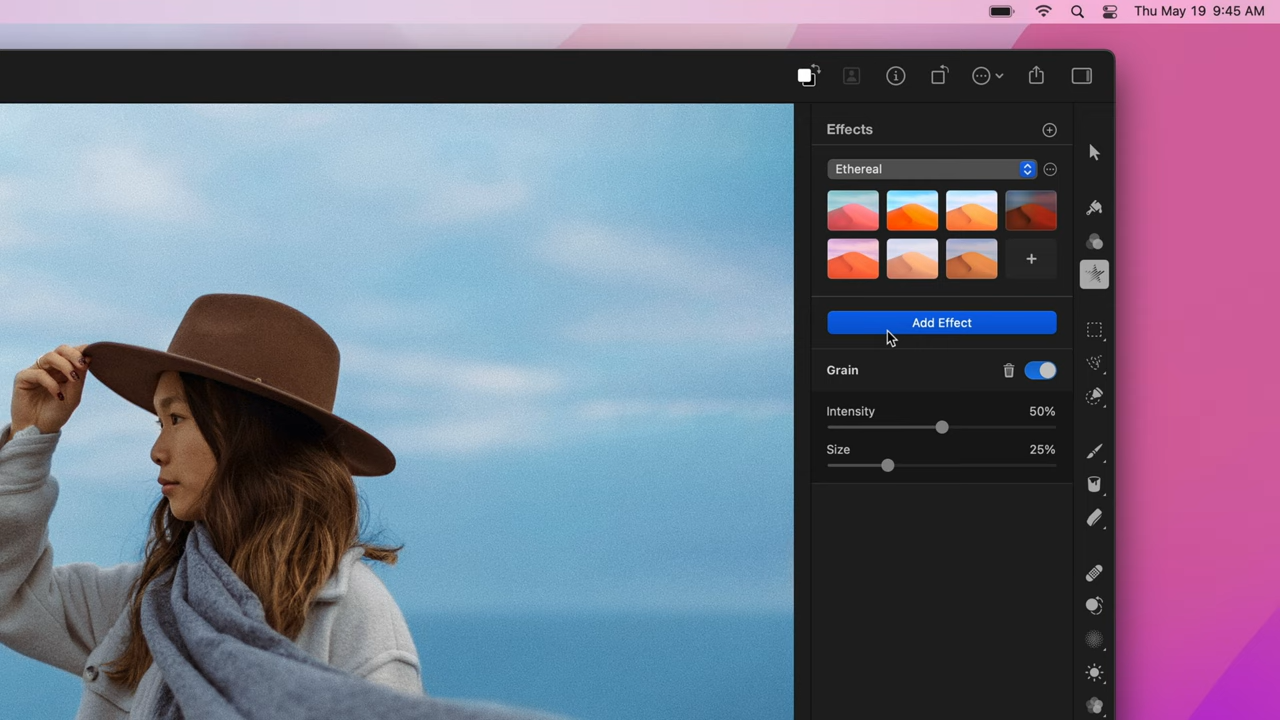 Thu May 19 9:45 AM
Effects
Ethereal
Add Effect
Grain
Intensity 50%
Size 25%